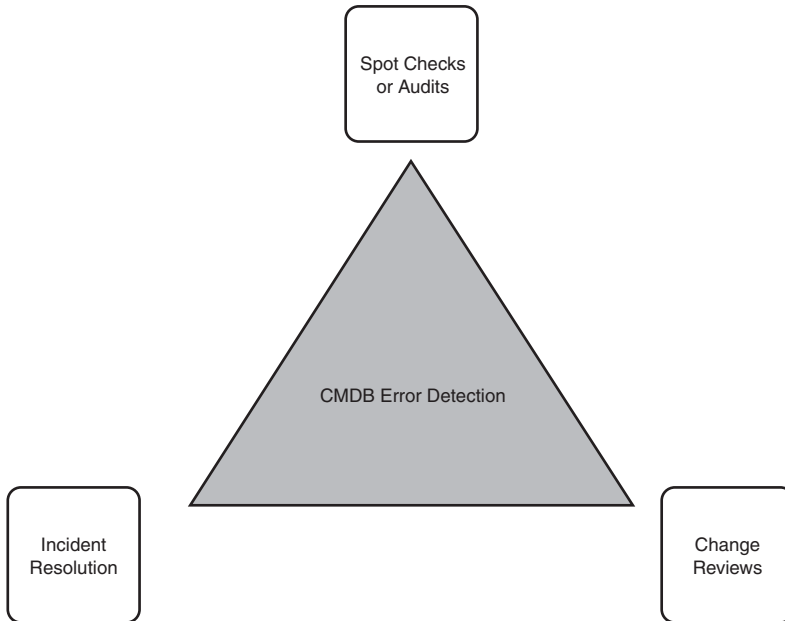 Spot Checks
or Audits
CMDB Error Detection
Incident
Resolution
Change
Reviews